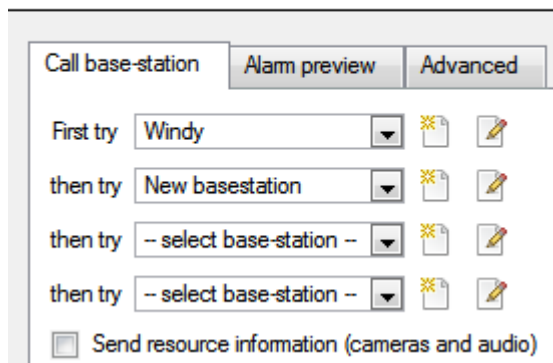 Call base-station Alarm preview Advanced
First try Windy
then try New basestation
then try -- select base-station --
then try -- select base-station --
Send resource information (cameras and audio)